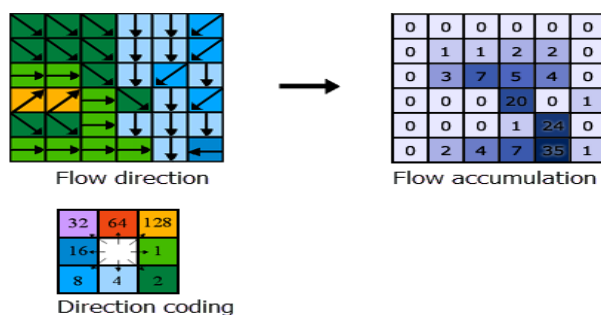 0 0 0 0 0 0
0 1 1 2 2 0
0 3 7 5 4 0
0 0 0 20 0 1
0 0 0 1 24 0
0 2 4 7 35 1
Flow direction
Flow accumulation
32 64 128
16 1
8 4 2
Direction coding